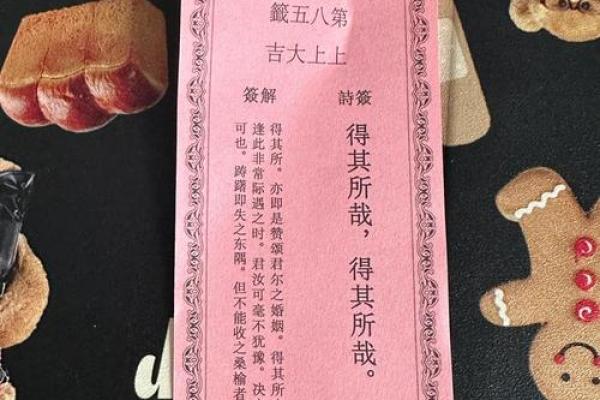 第八五籤
上上大吉
簽詩
得其所哉，得其所哉。
解簽
得其所。亦即是赞颂君尔之婚姻。得其所
逢此非常际遇之时。君汝可毫不犹豫。决
可也。踌躇即失之东隅。但不能收之桑榆者